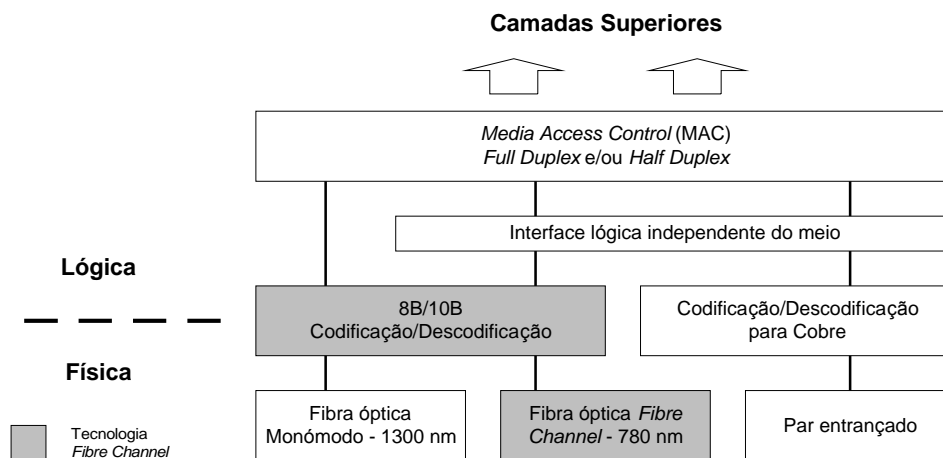 Camadas Superiores
Media Access Control (MAC)
Full Duplex e/ou Half Duplex
Interface lógica independente do meio
Lógica
8B/10B
Codificação/Descodificação
Codificação/Descodificação
para Cobre
Física
Fibra óptica
Monómodo - 1300 nm
Fibra óptica Fibre
Channel - 780 nm
Par entrançado
Tecnologia
Fibre Channel